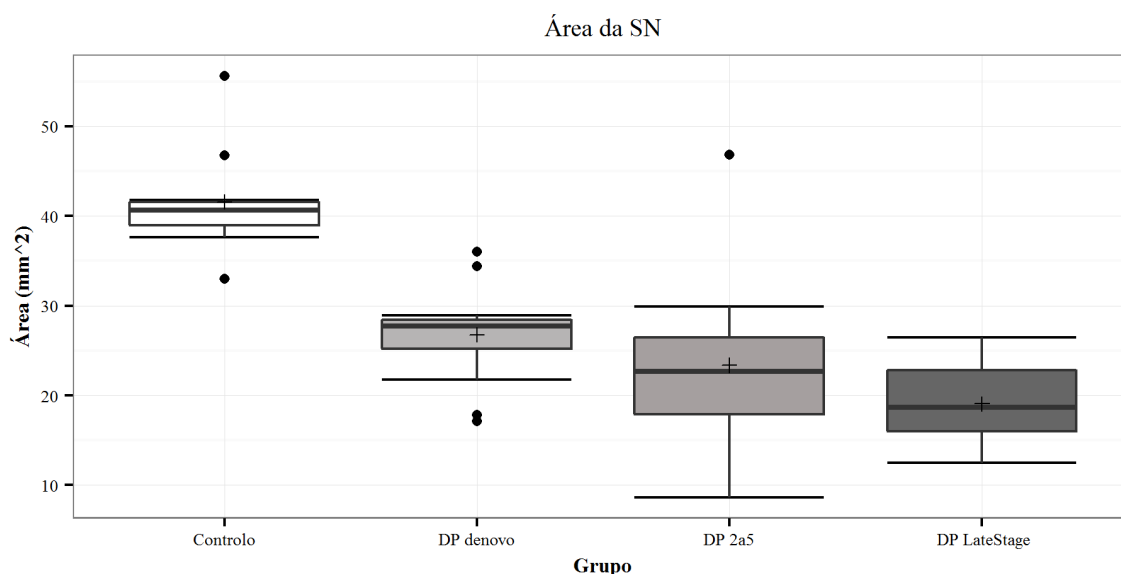 Área da SN
Área (mm^2)
50
40
30
20
10
Controlo
DP denovo
DP 2a5
DP LateStage
Grupo